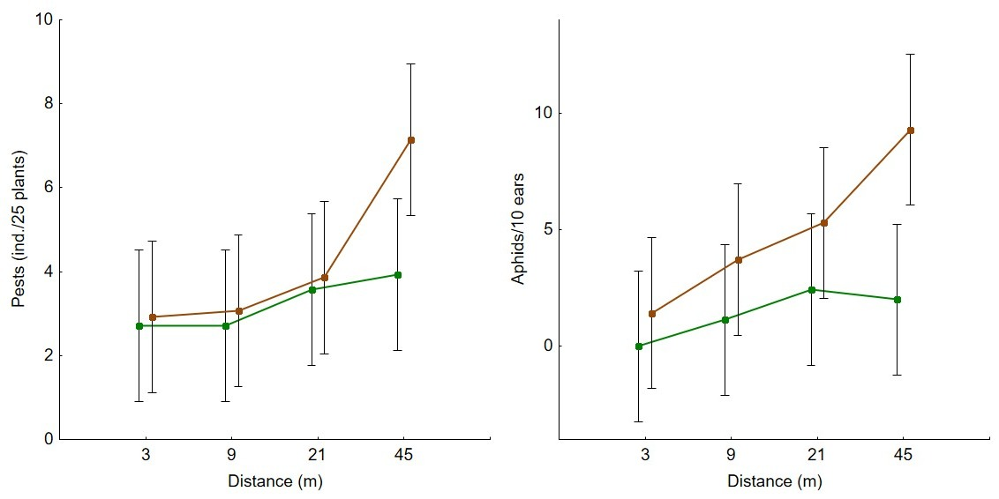 Pests (ind./25 plants)
10
8
6
4
2
0
3 9 21 45
Distance (m)
Aphids/10 ears
10
5
0
3 9 21 45
Distance (m)